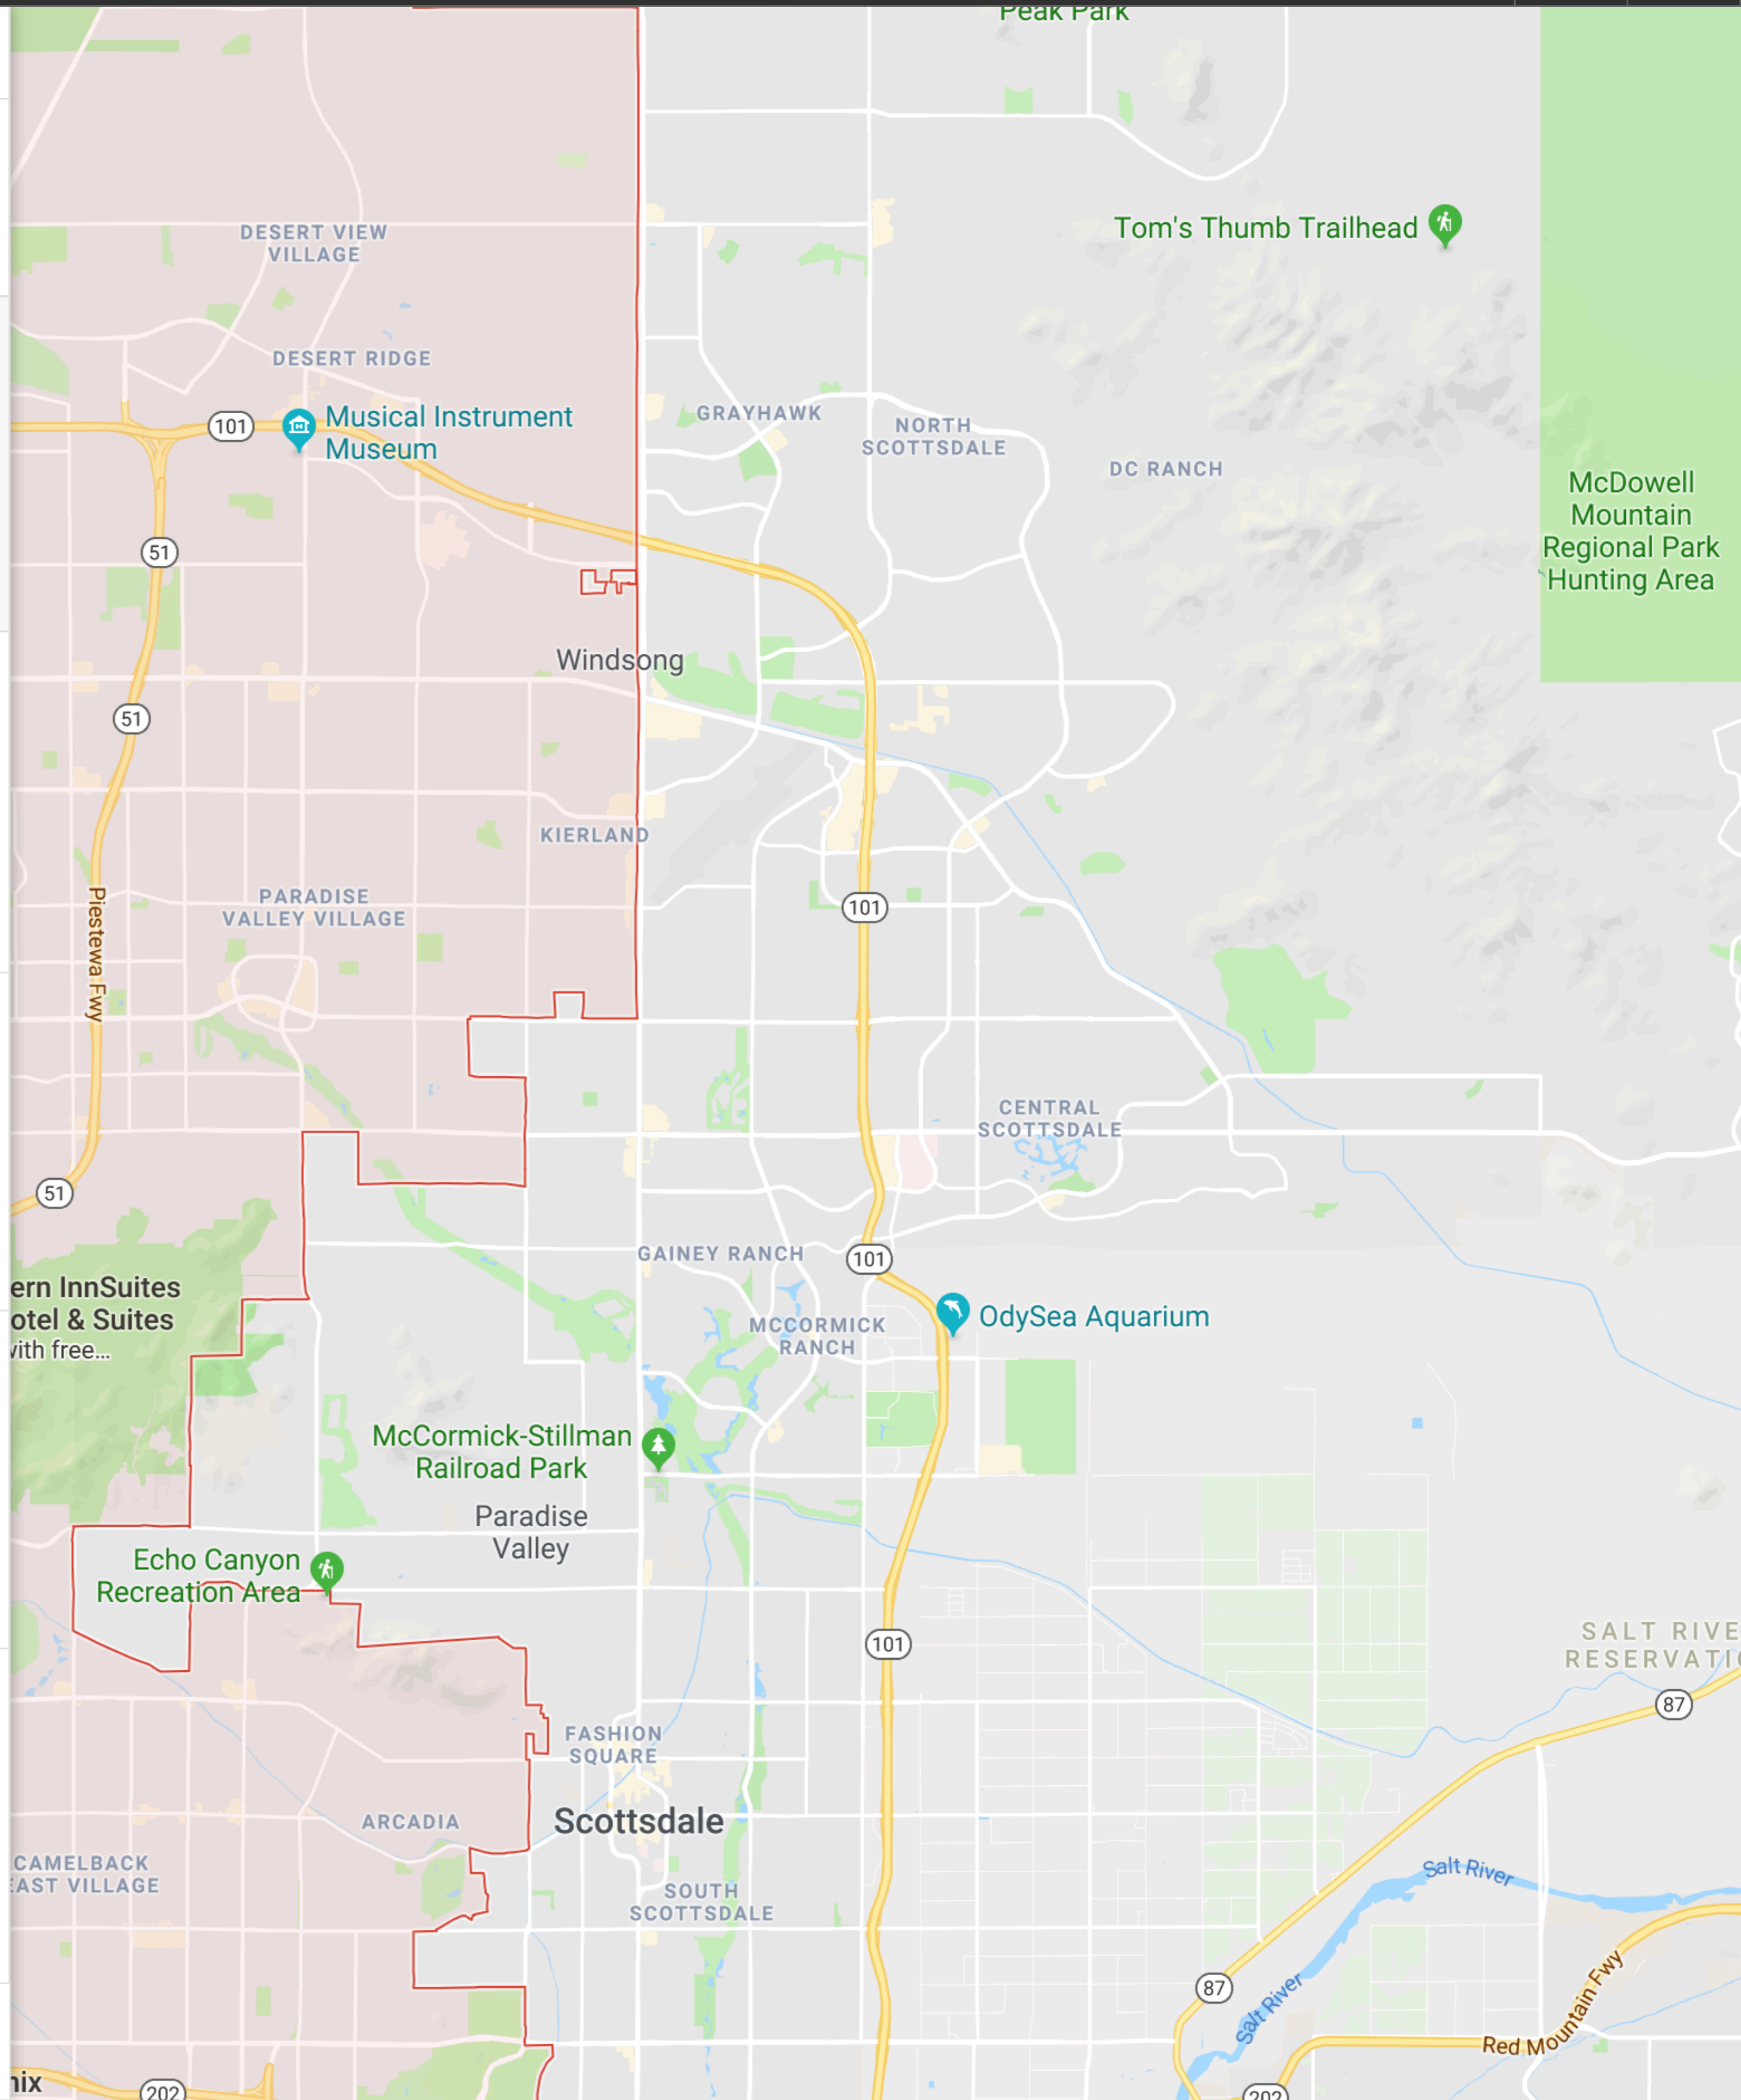 Peak Park
Tom's Thumb Trailhead
DESERT VIEW
VILLAGE
DESERT RIDGE
101
Musical Instrument
Museum
GRAYHAWK
NORTH
SCOTTSDALE
DC RANCH
McDowell
Mountain
Regional Park
Hunting Area
51
Windsong
51
KIERLAND
PARADISE
VALLEY VILLAGE
Piestewa Fwy
101
CENTRAL
SCOTTSDALE
51
GAINEY RANCH
101
ern InnSuites
otel & Suites
with free...
OdySea Aquarium
MCCORMICK
RANCH
McCormick-Stillman
Railroad Park
Paradise
Valley
Echo Canyon
Recreation Area
101
SALT RIVE
RESERVATIO
87
FASHION
SQUARE
Scottsdale
ARCADIA
CAMELBACK
EAST VILLAGE
SOUTH
SCOTTSDALE
Salt River
87
Salt River
Red Mountain Fwy
nix
202
202